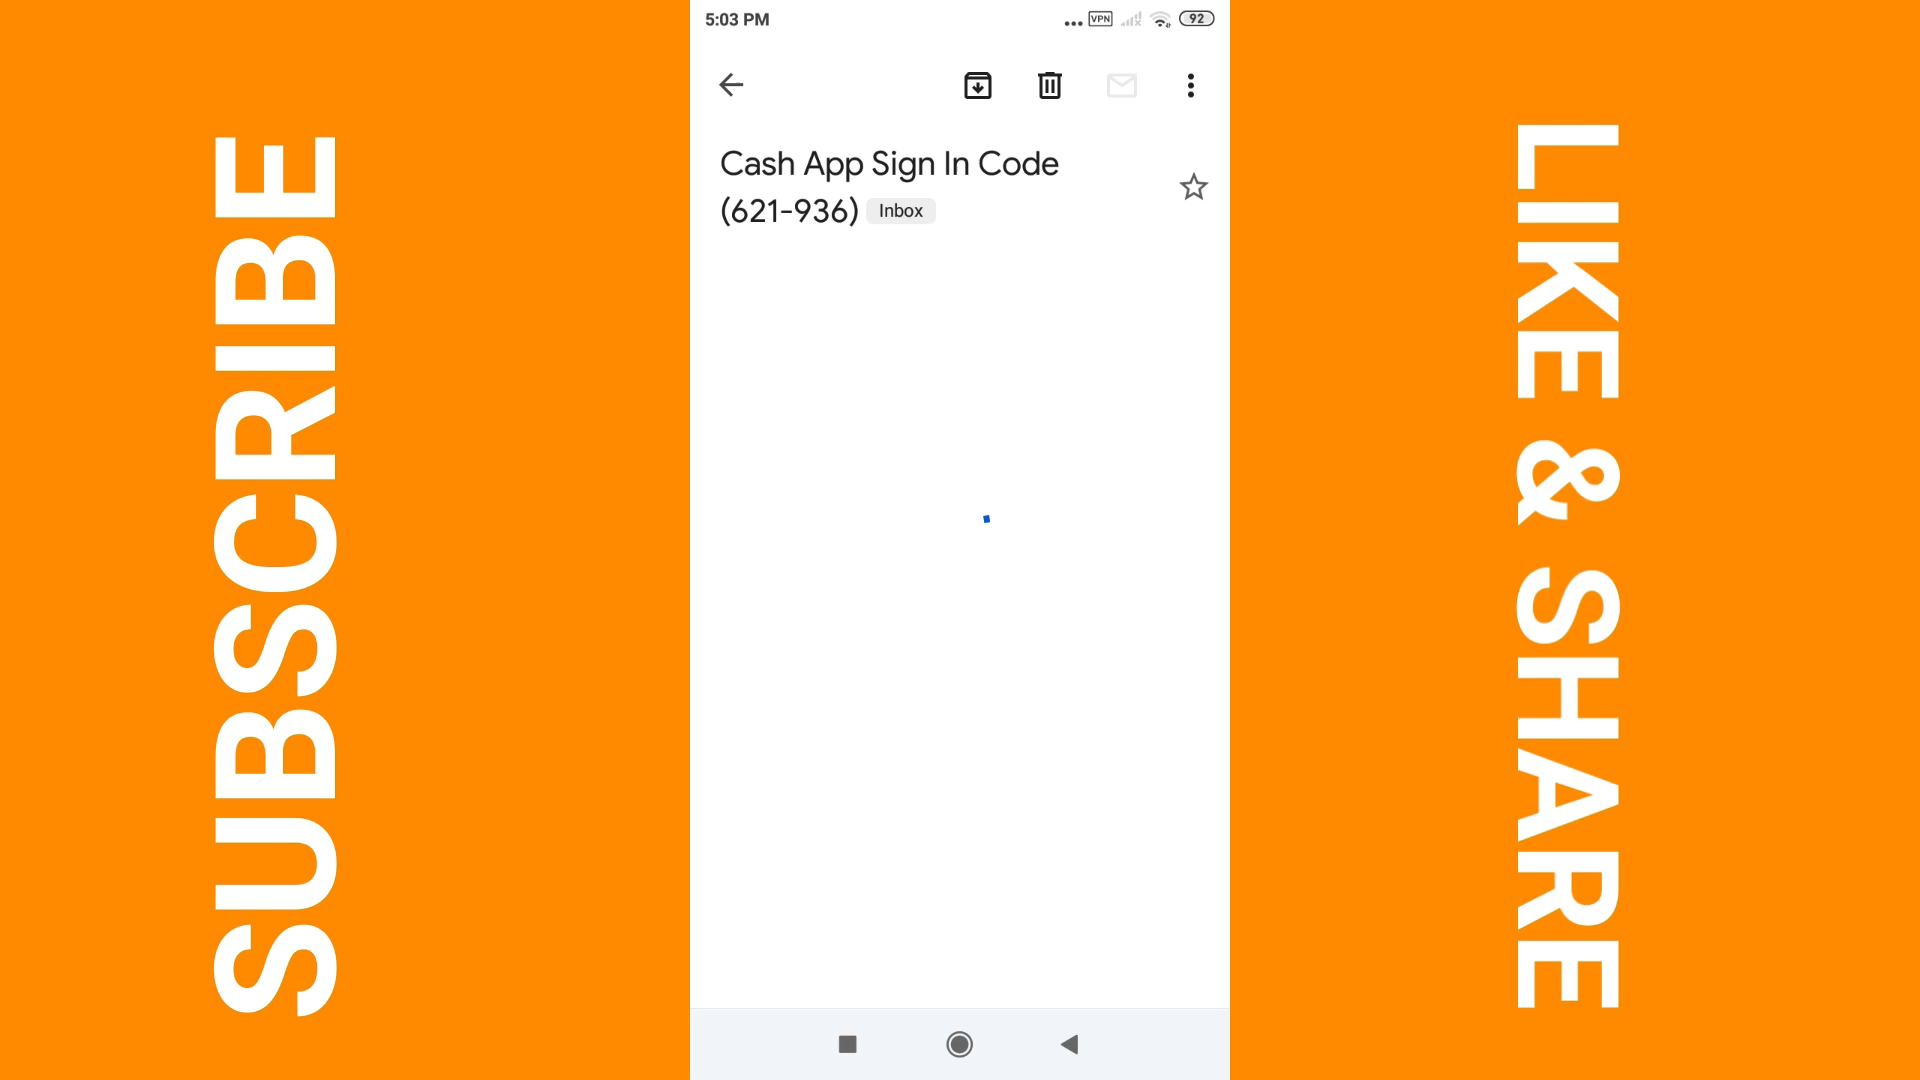 SUBSCRIBE
5:03 PM
VPN
92
Cash App Sign In Code
(621-936) Inbox
LIKE & SHARE